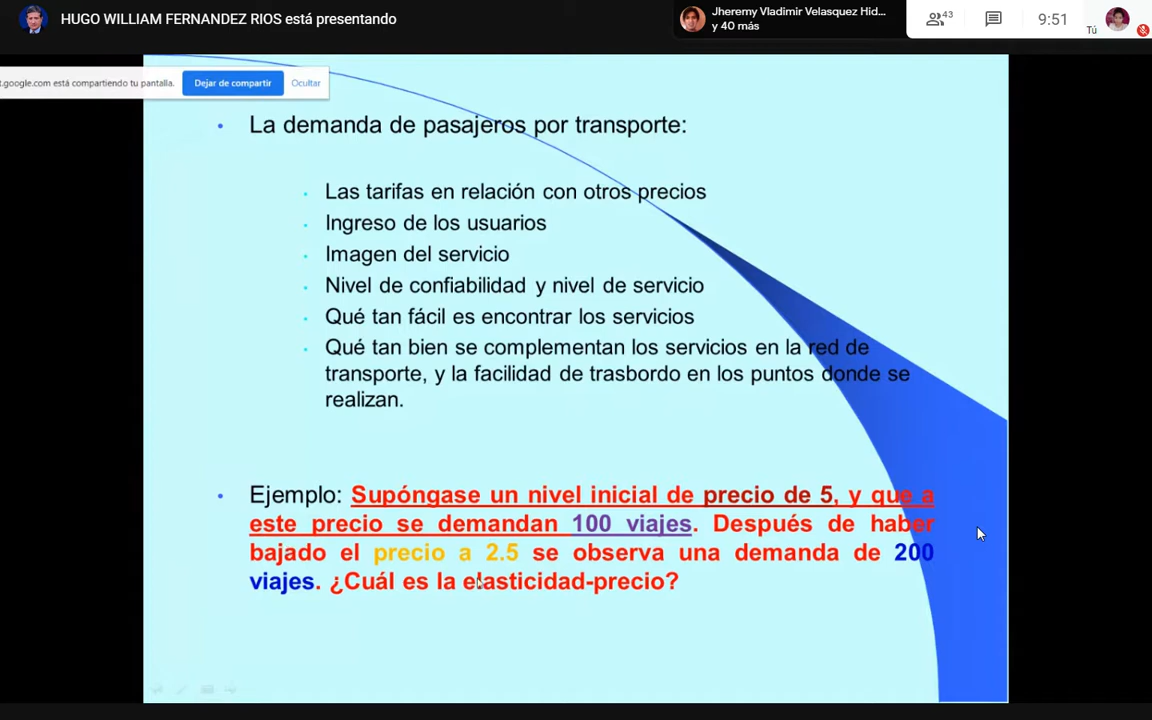 HUGO WILLIAM FERNANDEZ RIOS está presentando
Jheremy Vladimir Velasquez Hid...
y 40 más
43
9:51
Tú
t.google.com está compartiendo tu pantalla.
Dejar de compartir
Ocultar
• La demanda de pasajeros por transporte:
• Las tarifas en relación con otros precios
• Ingreso de los usuarios
• Imagen del servicio
• Nivel de confiabilidad y nivel de servicio
• Qué tan fácil es encontrar los servicios
• Qué tan bien se complementan los servicios en la red de
transporte, y la facilidad de trasbordo en los puntos donde se
realizan.
• Ejemplo: Supóngase un nivel inicial de precio de 5, y que a
este precio se demandan 100 viajes. Después de haber
bajado el precio a 2.5 se observa una demanda de 200
viajes. ¿Cuál es la elasticidad-precio?